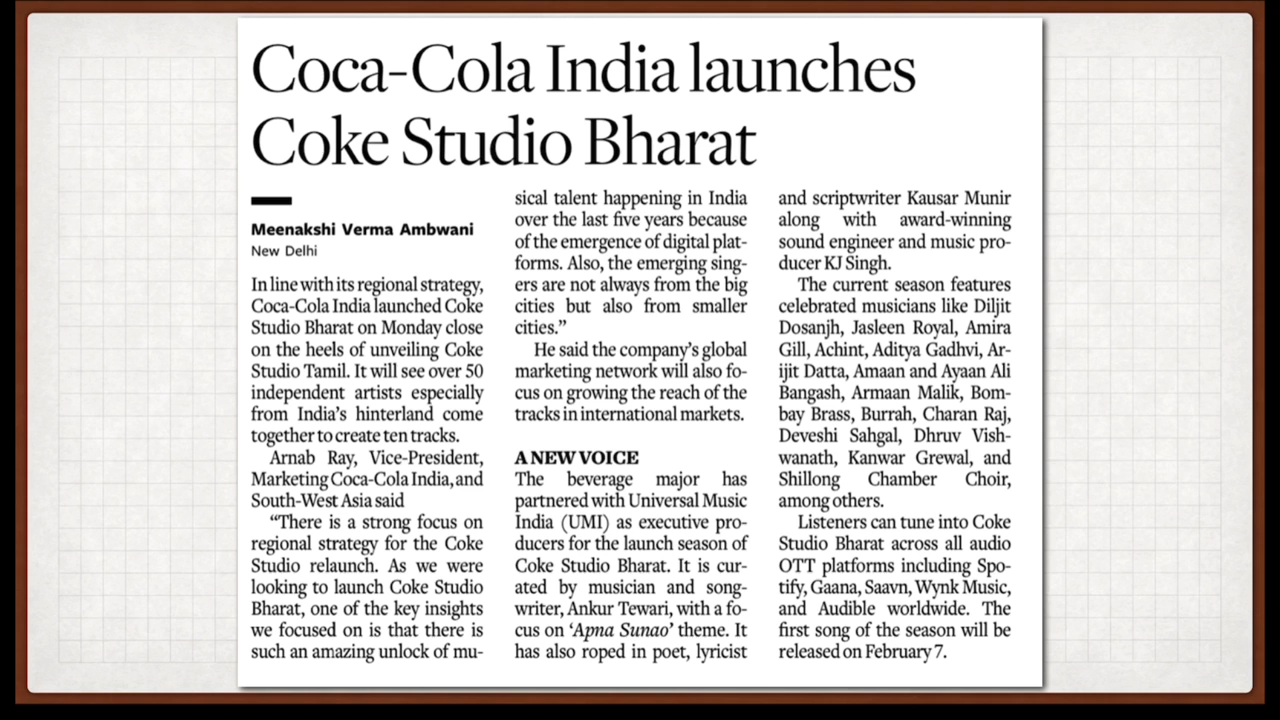 Coca-Cola India launches
Coke Studio Bharat
Meenakshi Verma Ambwani
New Delhi
In line with its regional strategy,
Coca-Cola India launched Coke
Studio Bharat on Monday close
on the heels of unveiling Coke
Studio Tamil. It will see over 50
independent artists especially
from India's hinterland come
together to create ten tracks.
Arnab Ray, Vice-President,
Marketing Coca-Cola India, and
South-West Asia said
“There is a strong focus on
regional strategy for the Coke
Studio relaunch. As we were
looking to launch Coke Studio
Bharat, one of the key insights
we focused on is that there is
such an amazing unlock of mu-
sical talent happening in India
over the last five years because
of the emergence of digital plat-
forms. Also, the emerging sing-
ers are not always from the big
cities but also from smaller
cities.”
He said the company's global
marketing network will also fo-
cus on growing the reach of the
tracks in international markets.
A NEW VOICE
The beverage major has
partnered with Universal Music
India (UMI) as executive pro-
ducers for the launch season of
Coke Studio Bharat. It is cur-
ated by musician and song-
writer, Ankur Tewari, with a fo-
cus on ‘Apna Sunao’ theme. It
has also roped in poet, lyricist
and scriptwriter Kausar Munir
along with award-winning
sound engineer and music pro-
ducer KJ Singh.
The current season features
celebrated musicians like Diljit
Dosanjh, Jasleen Royal, Amira
Gill, Achint, Aditya Gadhvi, Ar-
ijit Datta, Amaan and Ayaan Ali
Bangash, Armaan Malik, Bom-
bay Brass, Burrah, Charan Raj,
Deveshi Sahgal, Dhruv Vish-
wanath, Kanwar Grewal, and
Shillong Chamber Choir,
among others.
Listeners can tune into Coke
Studio Bharat across all audio
OTT platforms including Spo-
tify, Gaana, Saavn, Wynk Music,
and Audible worldwide. The
first song of the season will be
released on February 7.